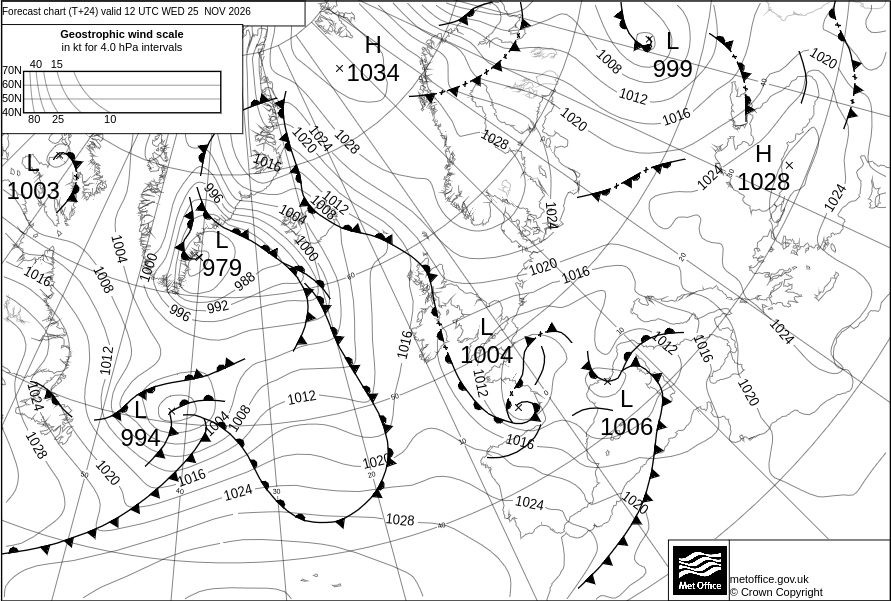 Forecast chart (T+24) valid 12 UTC WED 25 NOV 2026
Geostrophic wind scale
in kt for 4.0 hPa intervals
40 15
70N
60N
50N
40N
80 25 10
H
1034
L
999
1008
1012
1016
1020
1020
1024
1028
1016
1028
1020
H
1028
1024
1024
L
1003
996
1012
1008
1004
1024
1004
1000
L
979
1000
988
1016
1008
996
992
1020
1016
1016
L
1004
1012
1012
1016
1024
1020
L
1006
1012
1024
1012
L
994
1004
1008
1016
1028
1020
1016
1024
1020
1028
1024
1020
metoffice.gov.uk
Met Office
© Crown Copyright